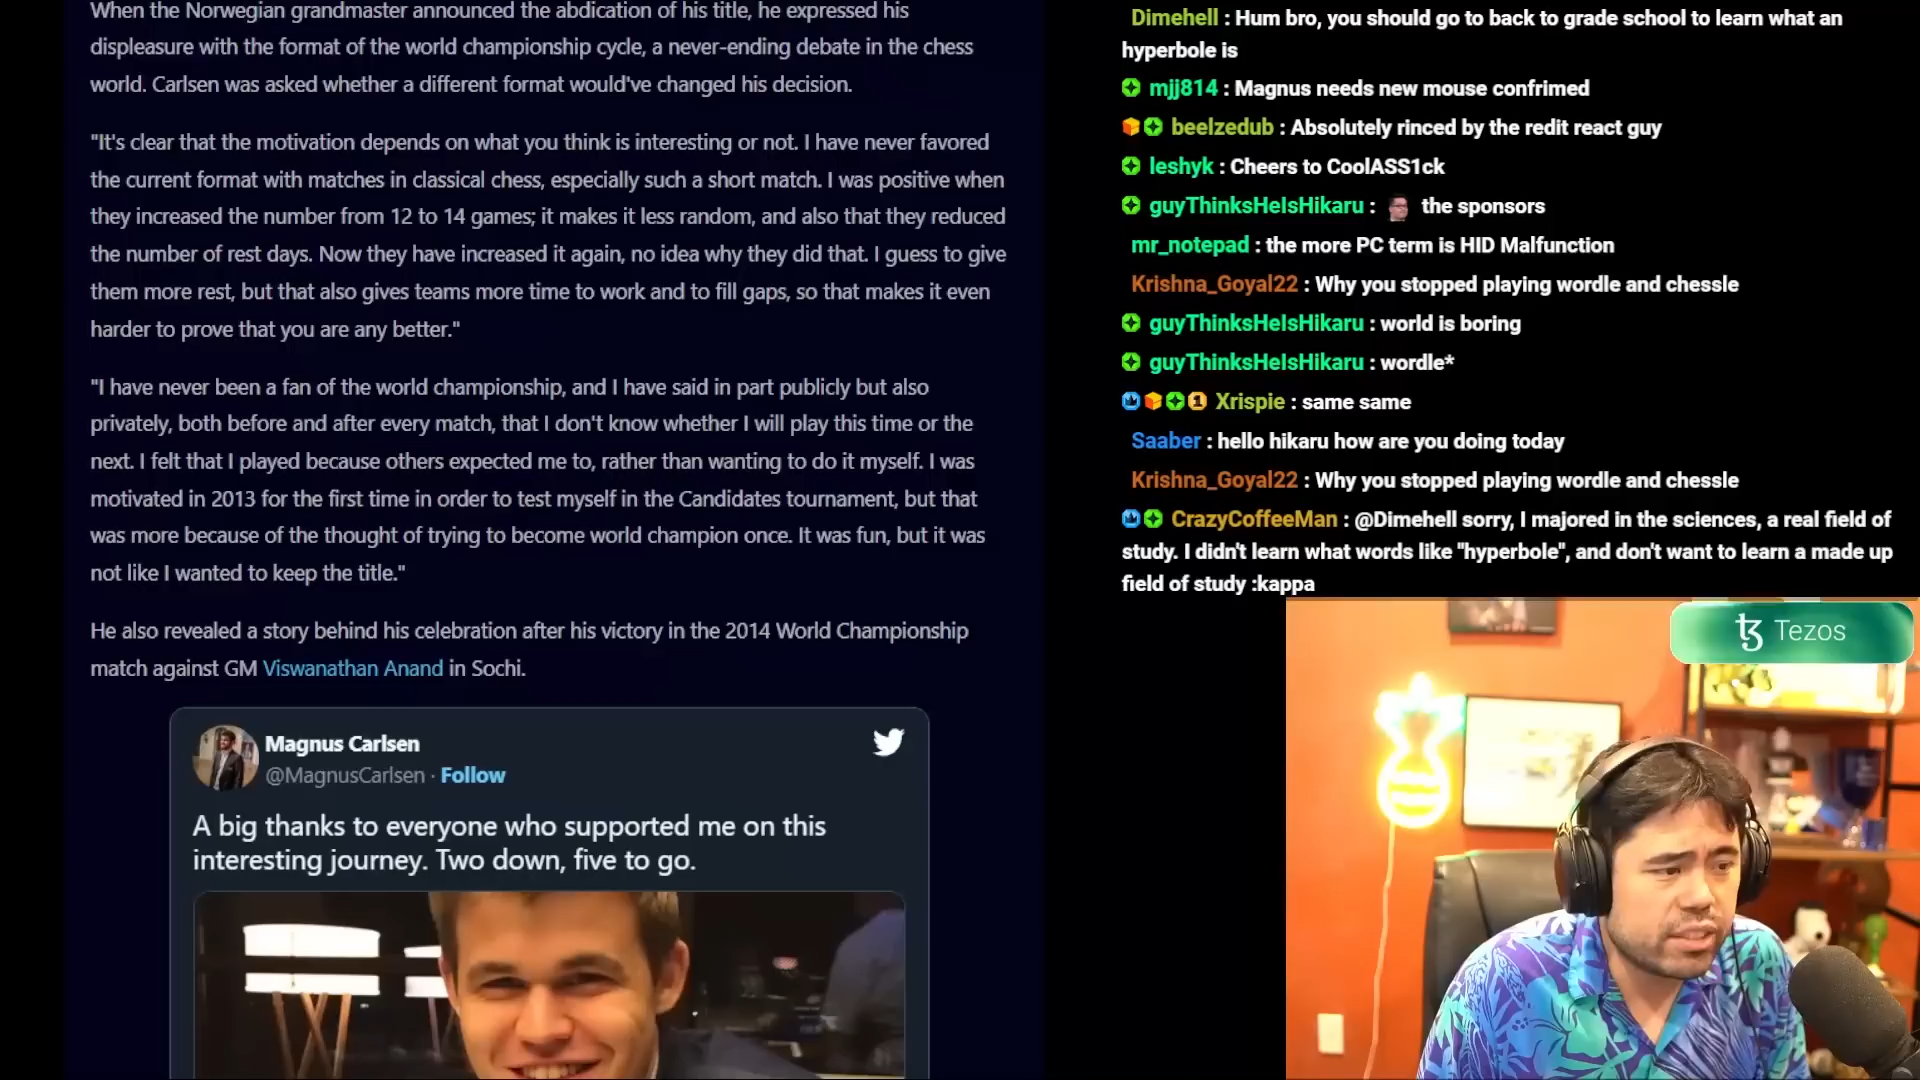 When the Norwegian grandmaster announced the abdication of his title, he expressed his
displeasure with the format of the world championship cycle, a never-ending debate in the chess
world. Carlsen was asked whether a different format would've changed his decision.
"It's clear that the motivation depends on what you think is interesting or not. I have never favored
the current format with matches in classical chess, especially such a short match. I was positive when
they increased the number from 12 to 14 games; it makes it less random, and also that they reduced
the number of rest days. Now they have increased it again, no idea why they did that. I guess to give
them more rest, but that also gives teams more time to work and to fill gaps, so that makes it even
harder to prove that you are any better."
"I have never been a fan of the world championship, and I have said in part publicly but also
privately, both before and after every match, that I don't know whether I will play this time or the
next. I felt that I played because others expected me to, rather than wanting to do it myself. I was
motivated in 2013 for the first time in order to test myself in the Candidates tournament, but that
was more because of the thought of trying to become world champion once. It was fun, but it was
not like I wanted to keep the title."
He also revealed a story behind his celebration after his victory in the 2014 World Championship
match against GM Viswanathan Anand in Sochi.
Magnus Carlsen
@MagnusCarlsen · Follow
A big thanks to everyone who supported me on this
interesting journey. Two down, five to go.
Dimehell : Hum bro, you should go to back to grade school to learn what an
hyperbole is
mjj814 : Magnus needs new mouse confrimed
beelzedub : Absolutely rinced by the redit react guy
leshyk : Cheers to CoolASS1ck
guyThinksHeIsHikaru : the sponsors
mr_notepad : the more PC term is HID Malfunction
Krishna_Goyal22 : Why you stopped playing wordle and chessle
guyThinksHeIsHikaru : world is boring
guyThinksHeIsHikaru : wordle*
Xrispie : same same
Saaber : hello hikaru how are you doing today
Krishna_Goyal22 : Why you stopped playing wordle and chessle
CrazyCoffeeMan : @Dimehell sorry, I majored in the sciences, a real field of
study. I didn't learn what words like "hyperbole", and don't want to learn a made up
field of study :kappa
Tezos